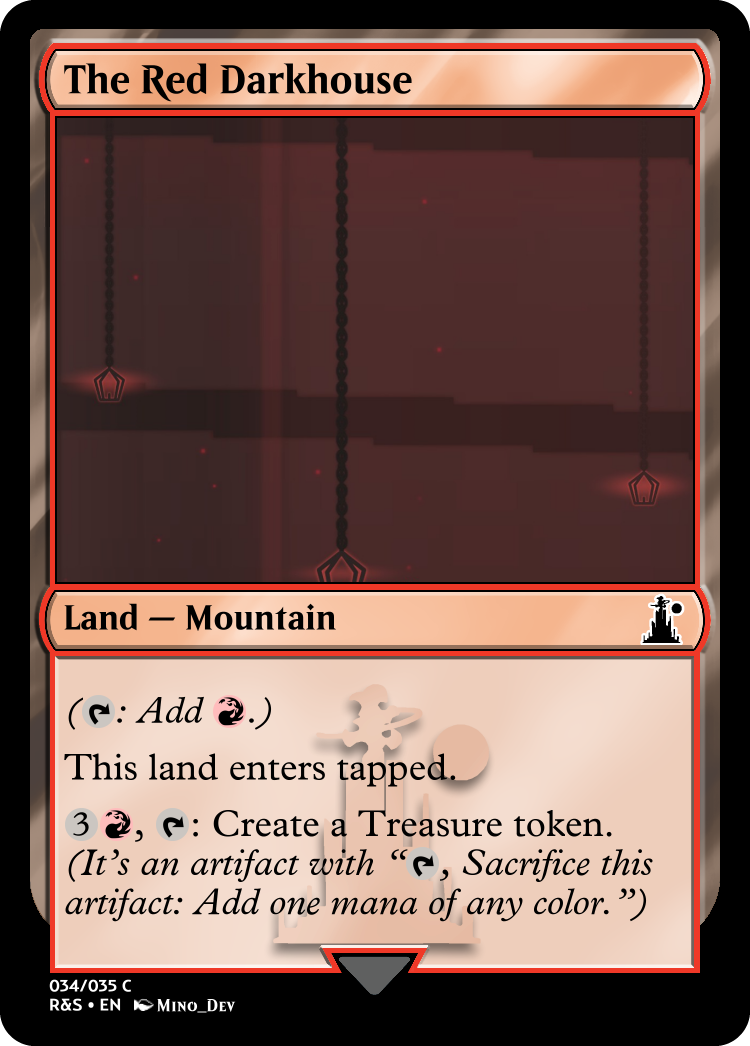 The Red Darkhouse
Land — Mountain
(: Add .)
This land enters tapped.
3, : Create a Treasure token.
(It's an artifact with “, Sacrifice this
artifact: Add one mana of any color.”)
034/035 C
R&S • EN Mino_Dev